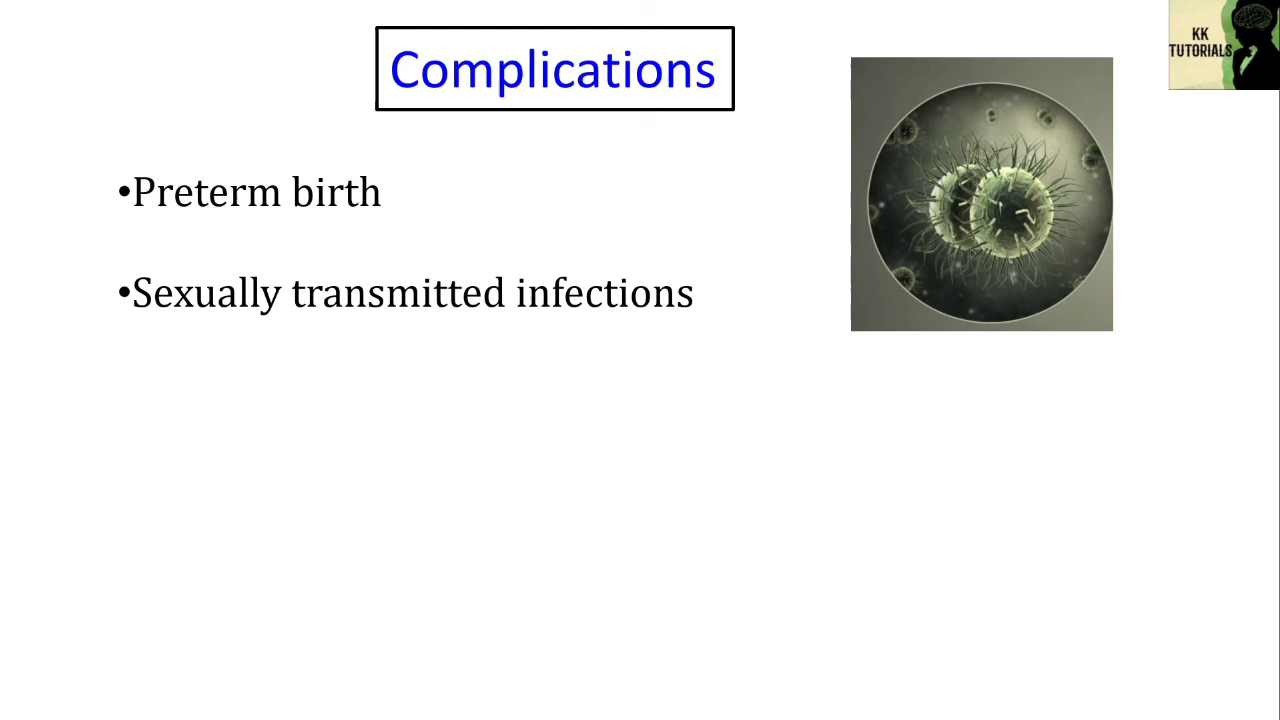 Complications
KK
TUTORIALS
•Preterm birth
•Sexually transmitted infections